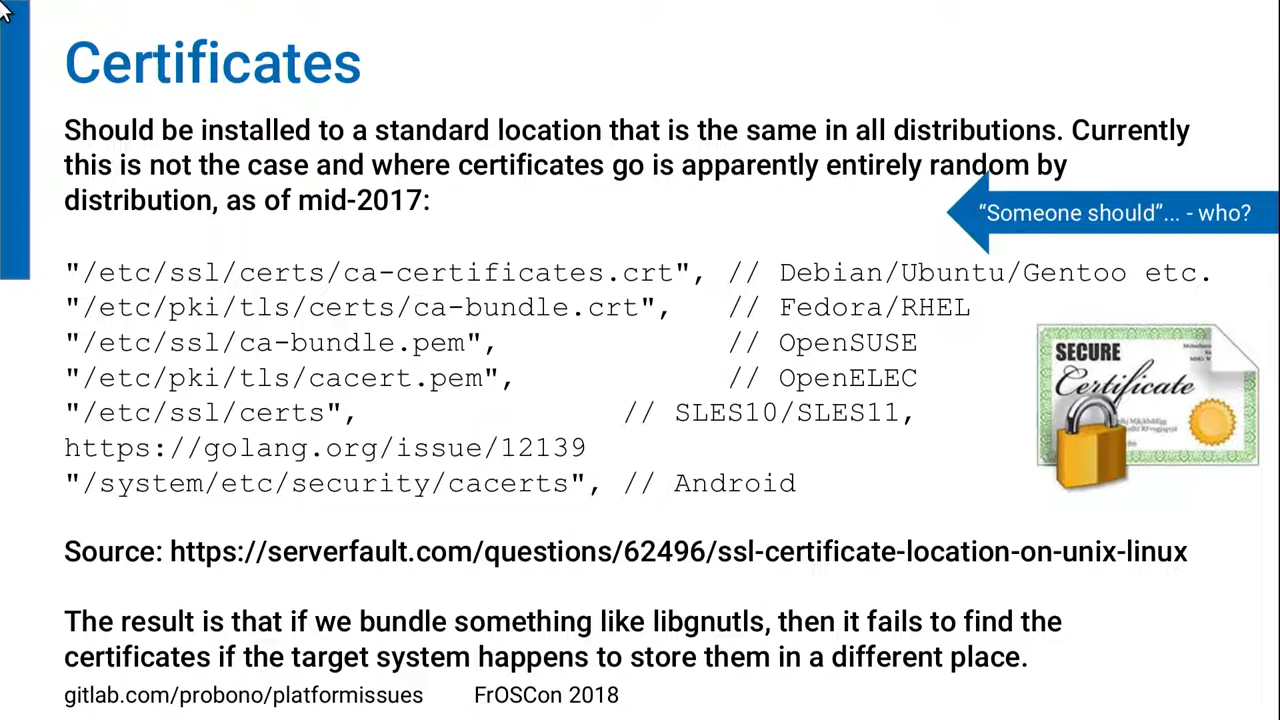 Certificates
Should be installed to a standard location that is the same in all distributions. Currently
this is not the case and where certificates go is apparently entirely random by
distribution, as of mid-2017:
“Someone should”... - who?
"/etc/ssl/certs/ca-certificates.crt", // Debian/Ubuntu/Gentoo etc.
"/etc/pki/tls/certs/ca-bundle.crt", // Fedora/RHEL
"/etc/ssl/ca-bundle.pem", // OpenSUSE
"/etc/pki/tls/cacert.pem", // OpenELEC
"/etc/ssl/certs", // SLES10/SLES11,
https://golang.org/issue/12139
"/system/etc/security/cacerts", // Android
SECURE
Certificate
Source: https://serverfault.com/questions/62496/ssl-certificate-location-on-unix-linux
The result is that if we bundle something like libgnutls, then it fails to find the
certificates if the target system happens to store them in a different place.
gitlab.com/probono/platformissues FrOSCon 2018